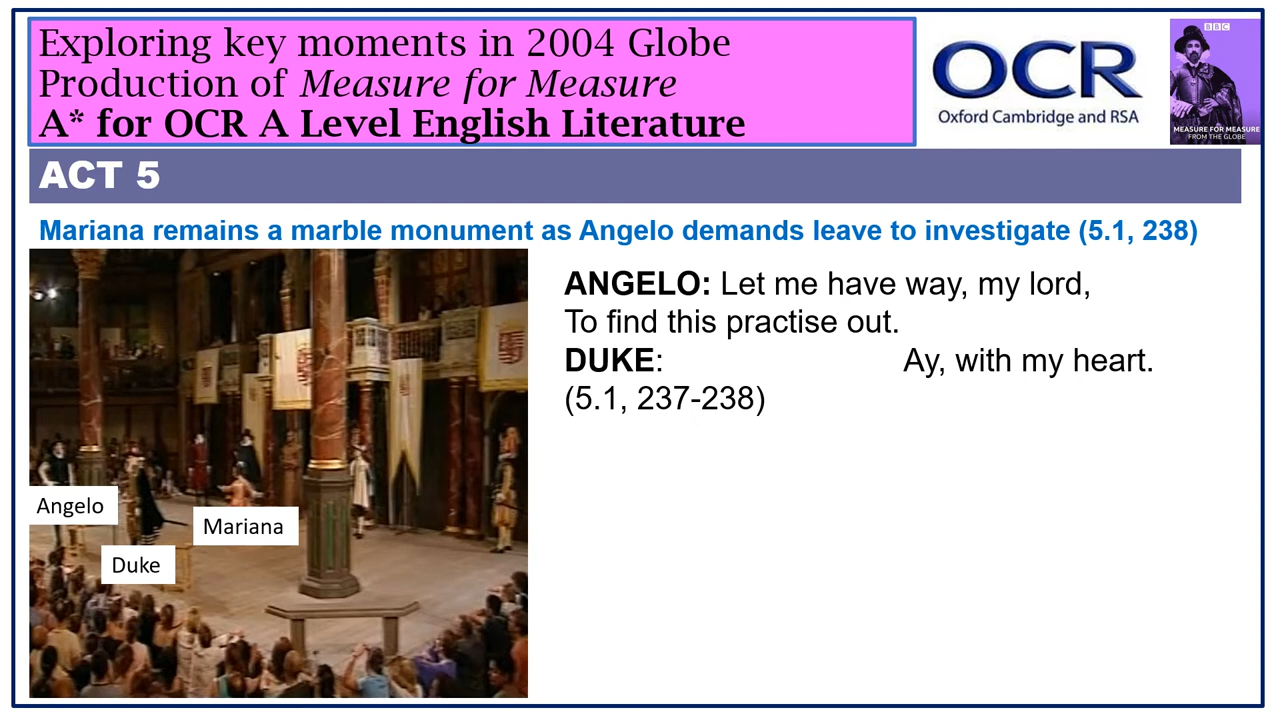 Exploring key moments in 2004 Globe
Production of Measure for Measure
A* for OCR A Level English Literature
OCR
Oxford Cambridge and RSA
BBC
MEASURE FOR MEASURE
FROM THE GLOBE
ACT 5
Mariana remains a marble monument as Angelo demands leave to investigate (5.1, 238)
ANGELO: Let me have way, my lord,
To find this practise out.
DUKE: Ay, with my heart.
(5.1, 237-238)
Angelo
Mariana
Duke